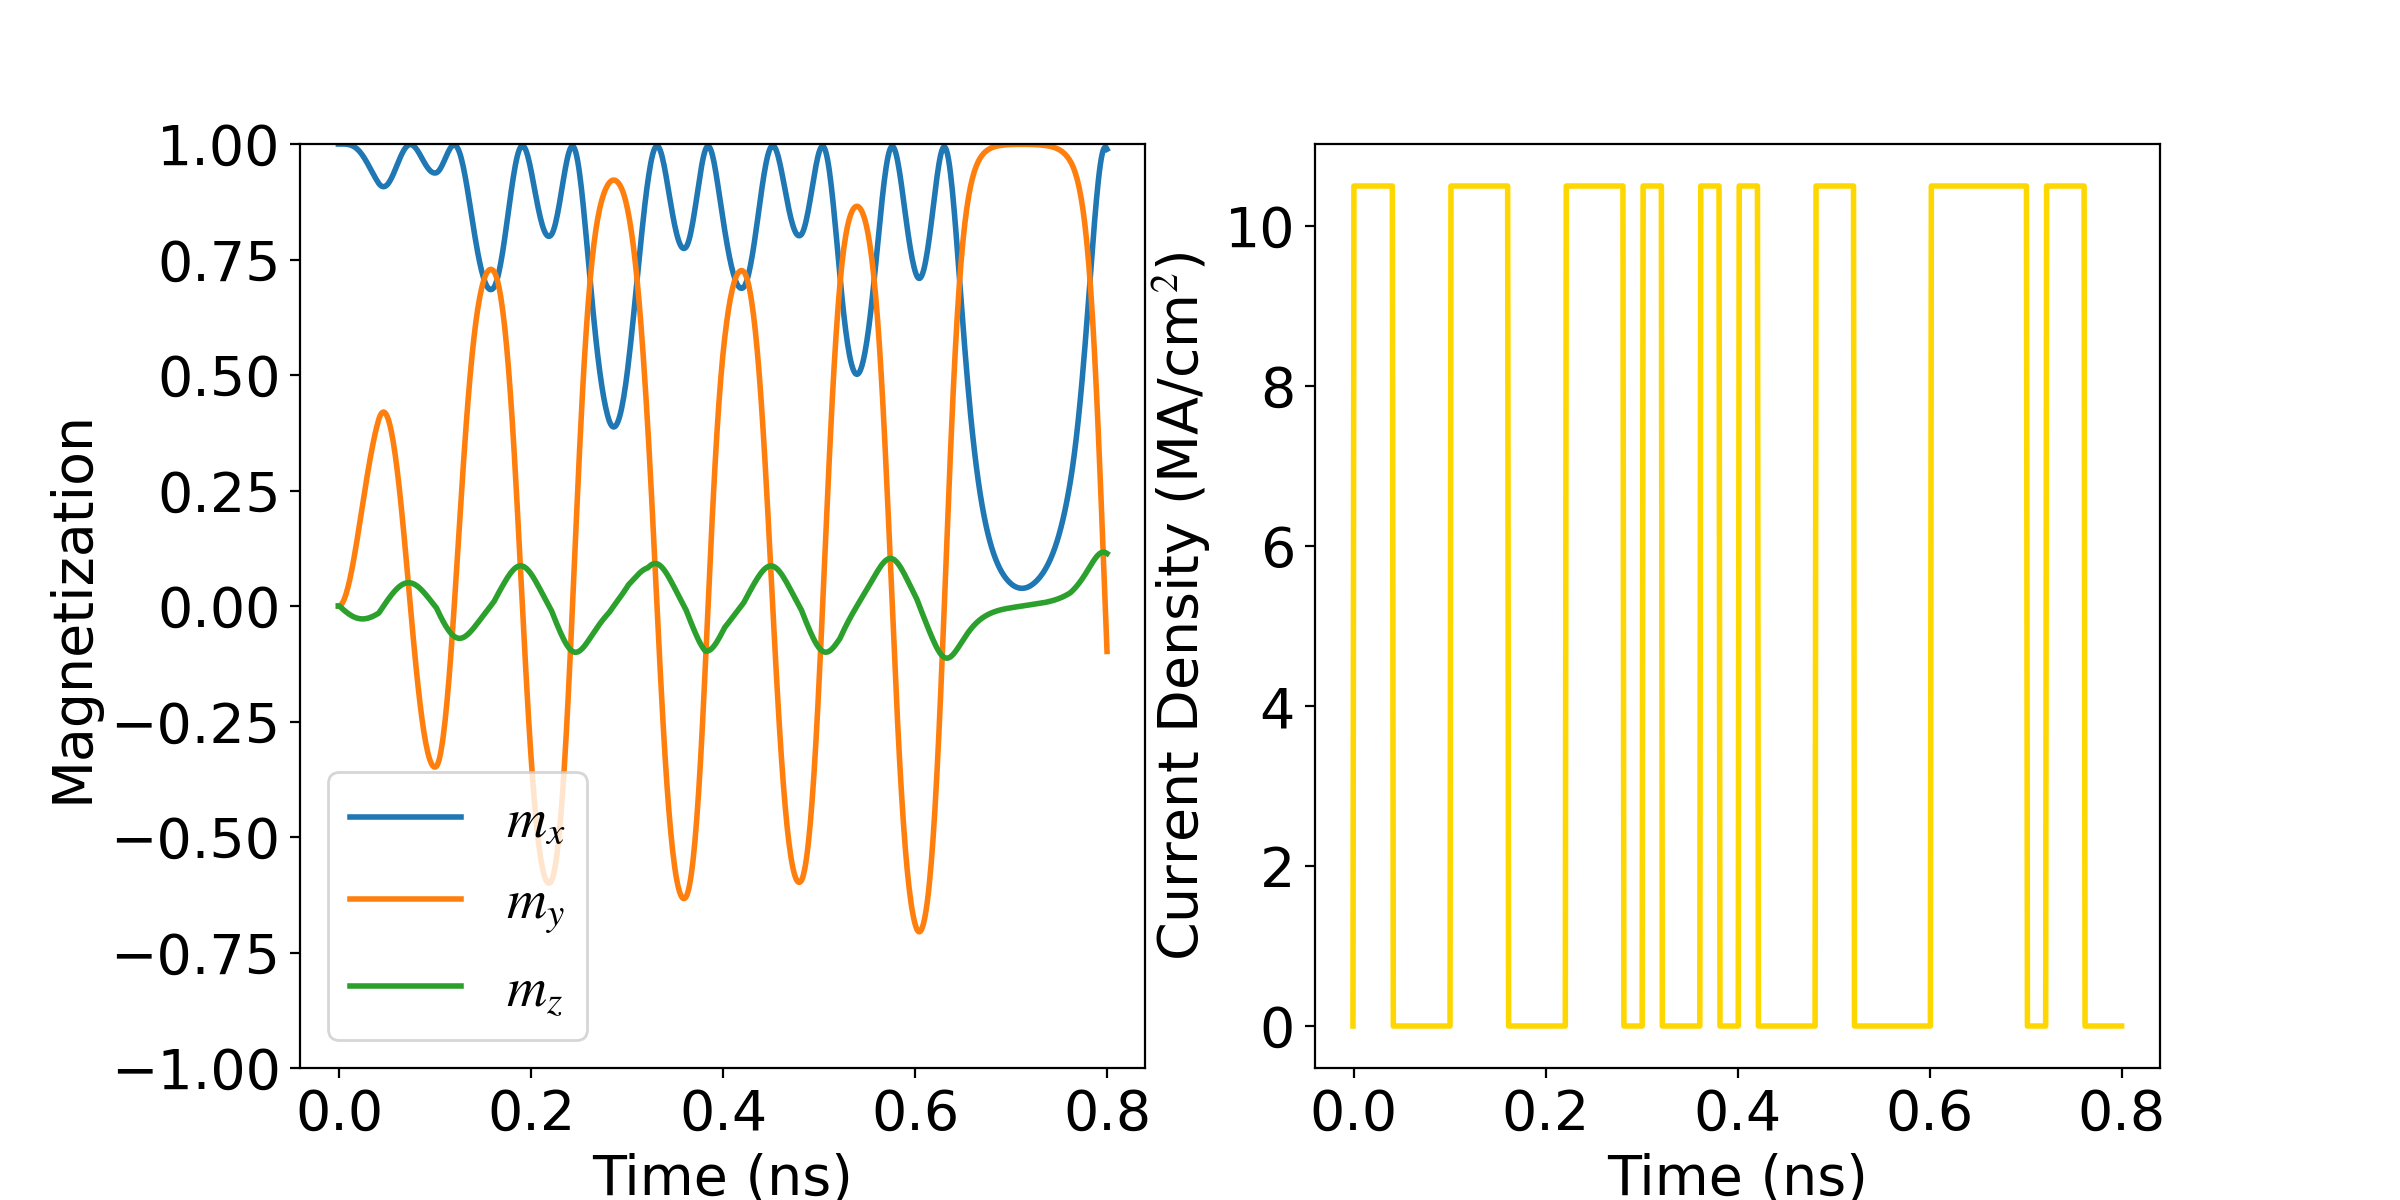 Magnetization
1.00
0.75
0.50
0.25
0.00
−0.25
−0.50
−0.75
−1.00
m_x
m_y
m_z
0.0 0.2 0.4 0.6 0.8
Time (ns)
Current Density (MA/cm²)
10
8
6
4
2
0
0.0 0.2 0.4 0.6 0.8
Time (ns)